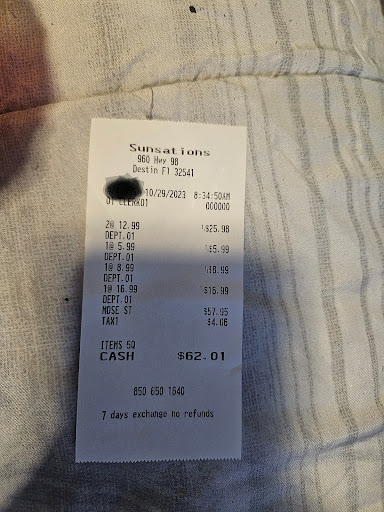 Sunsations
960 Hwy 98
Destin Fl 32541
10/29/2023 8:34:50AM
01 CLERK01 000000
2@ 12.99 $25.98
DEPT.01
1@ 5.99 $5.99
DEPT.01
1@ 8.99 $8.99
DEPT.01
1@ 16.99 $16.99
DEPT.01
MDSE ST $57.95
TAX1 $4.06
ITEMS 5Q
CASH $62.01
850 650 1640
7 days exchange no refunds